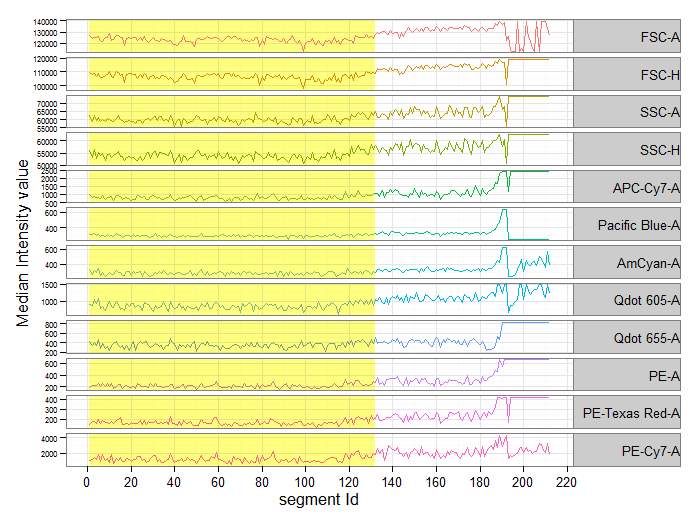 140000
130000
120000
FSC-A
120000
110000
100000
FSC-H
70000
65000
60000
55000
SSC-A
60000
55000
50000
SSC-H
2500
2000
1500
1000
500
APC-Cy7-A
600
400
Pacific Blue-A
600
400
AmCyan-A
1500
1000
Qdot 605-A
800
600
400
200
Qdot 655-A
600
400
200
PE-A
400
300
200
PE-Texas Red-A
4000
2000
PE-Cy7-A
Median Intensity value
0 20 40 60 80 100 120 140 160 180 200 220
segment Id